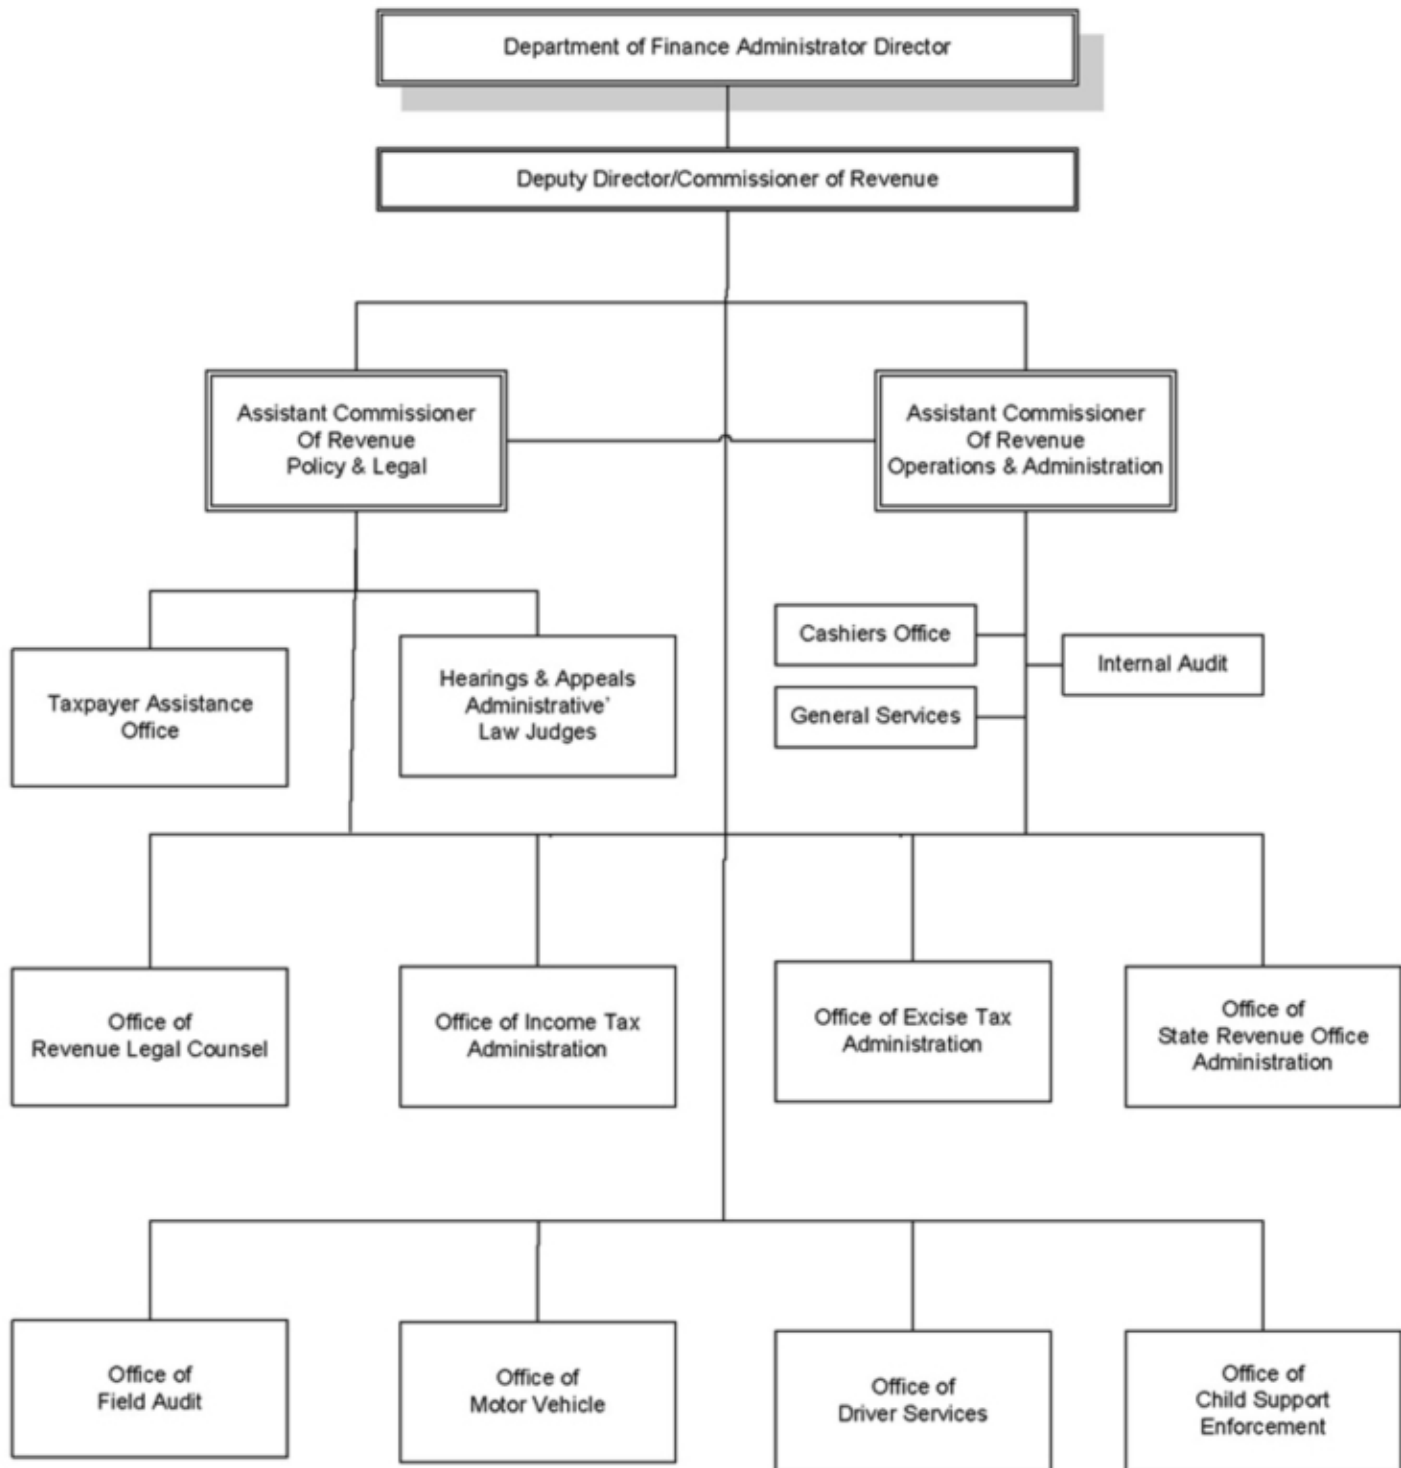 Department of Finance Administrator Director
Deputy Director/Commissioner of Revenue
Assistant Commissioner
Of Revenue
Policy & Legal
Assistant Commissioner
Of Revenue
Operations & Administration
Taxpayer Assistance
Office
Hearings & Appeals
Administrative'
Law Judges
Cashiers Office
Internal Audit
General Services
Office of
Revenue Legal Counsel
Office of Income Tax
Administration
Office of Excise Tax
Administration
Office of
State Revenue Office
Administration
Office of
Field Audit
Office of
Motor Vehicle
Office of
Driver Services
Office of
Child Support
Enforcement